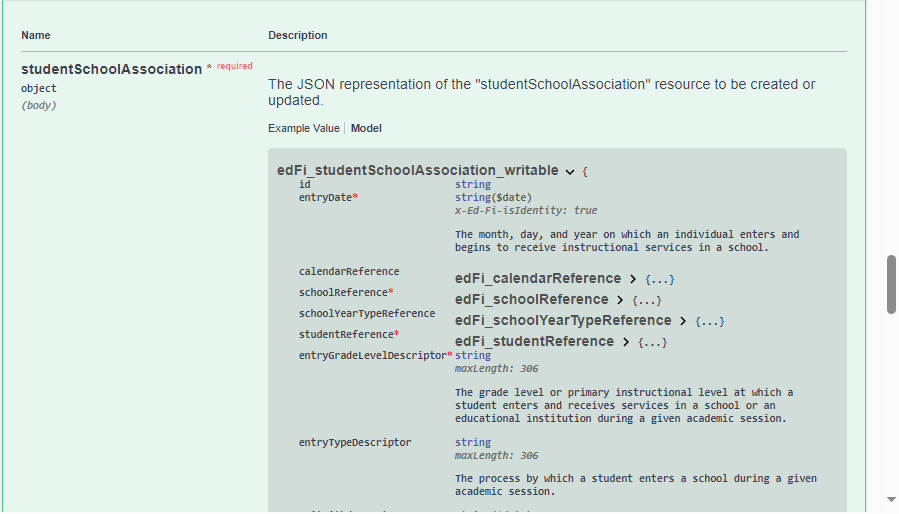 Name Description
studentSchoolAssociation * required
object
(body)
The JSON representation of the "studentSchoolAssociation" resource to be created or
updated.
Example Value Model
edFi_studentSchoolAssociation_writable {
id string
entryDate* string($date)
x-Ed-Fi-isIdentity: true
The month, day, and year on which an individual enters and
begins to receive instructional services in a school.
calendarReference edFi_calendarReference > {...}
schoolReference* edFi_schoolReference > {...}
schoolYearTypeReference edFi_schoolYearTypeReference > {...}
studentReference* edFi_studentReference > {...}
entryGradeLevelDescriptor* string
maxLength: 306
The grade level or primary instructional level at which a
student enters and receives services in a school or an
educational institution during a given academic session.
entryTypeDescriptor string
maxLength: 306
The process by which a student enters a school during a given
academic session.